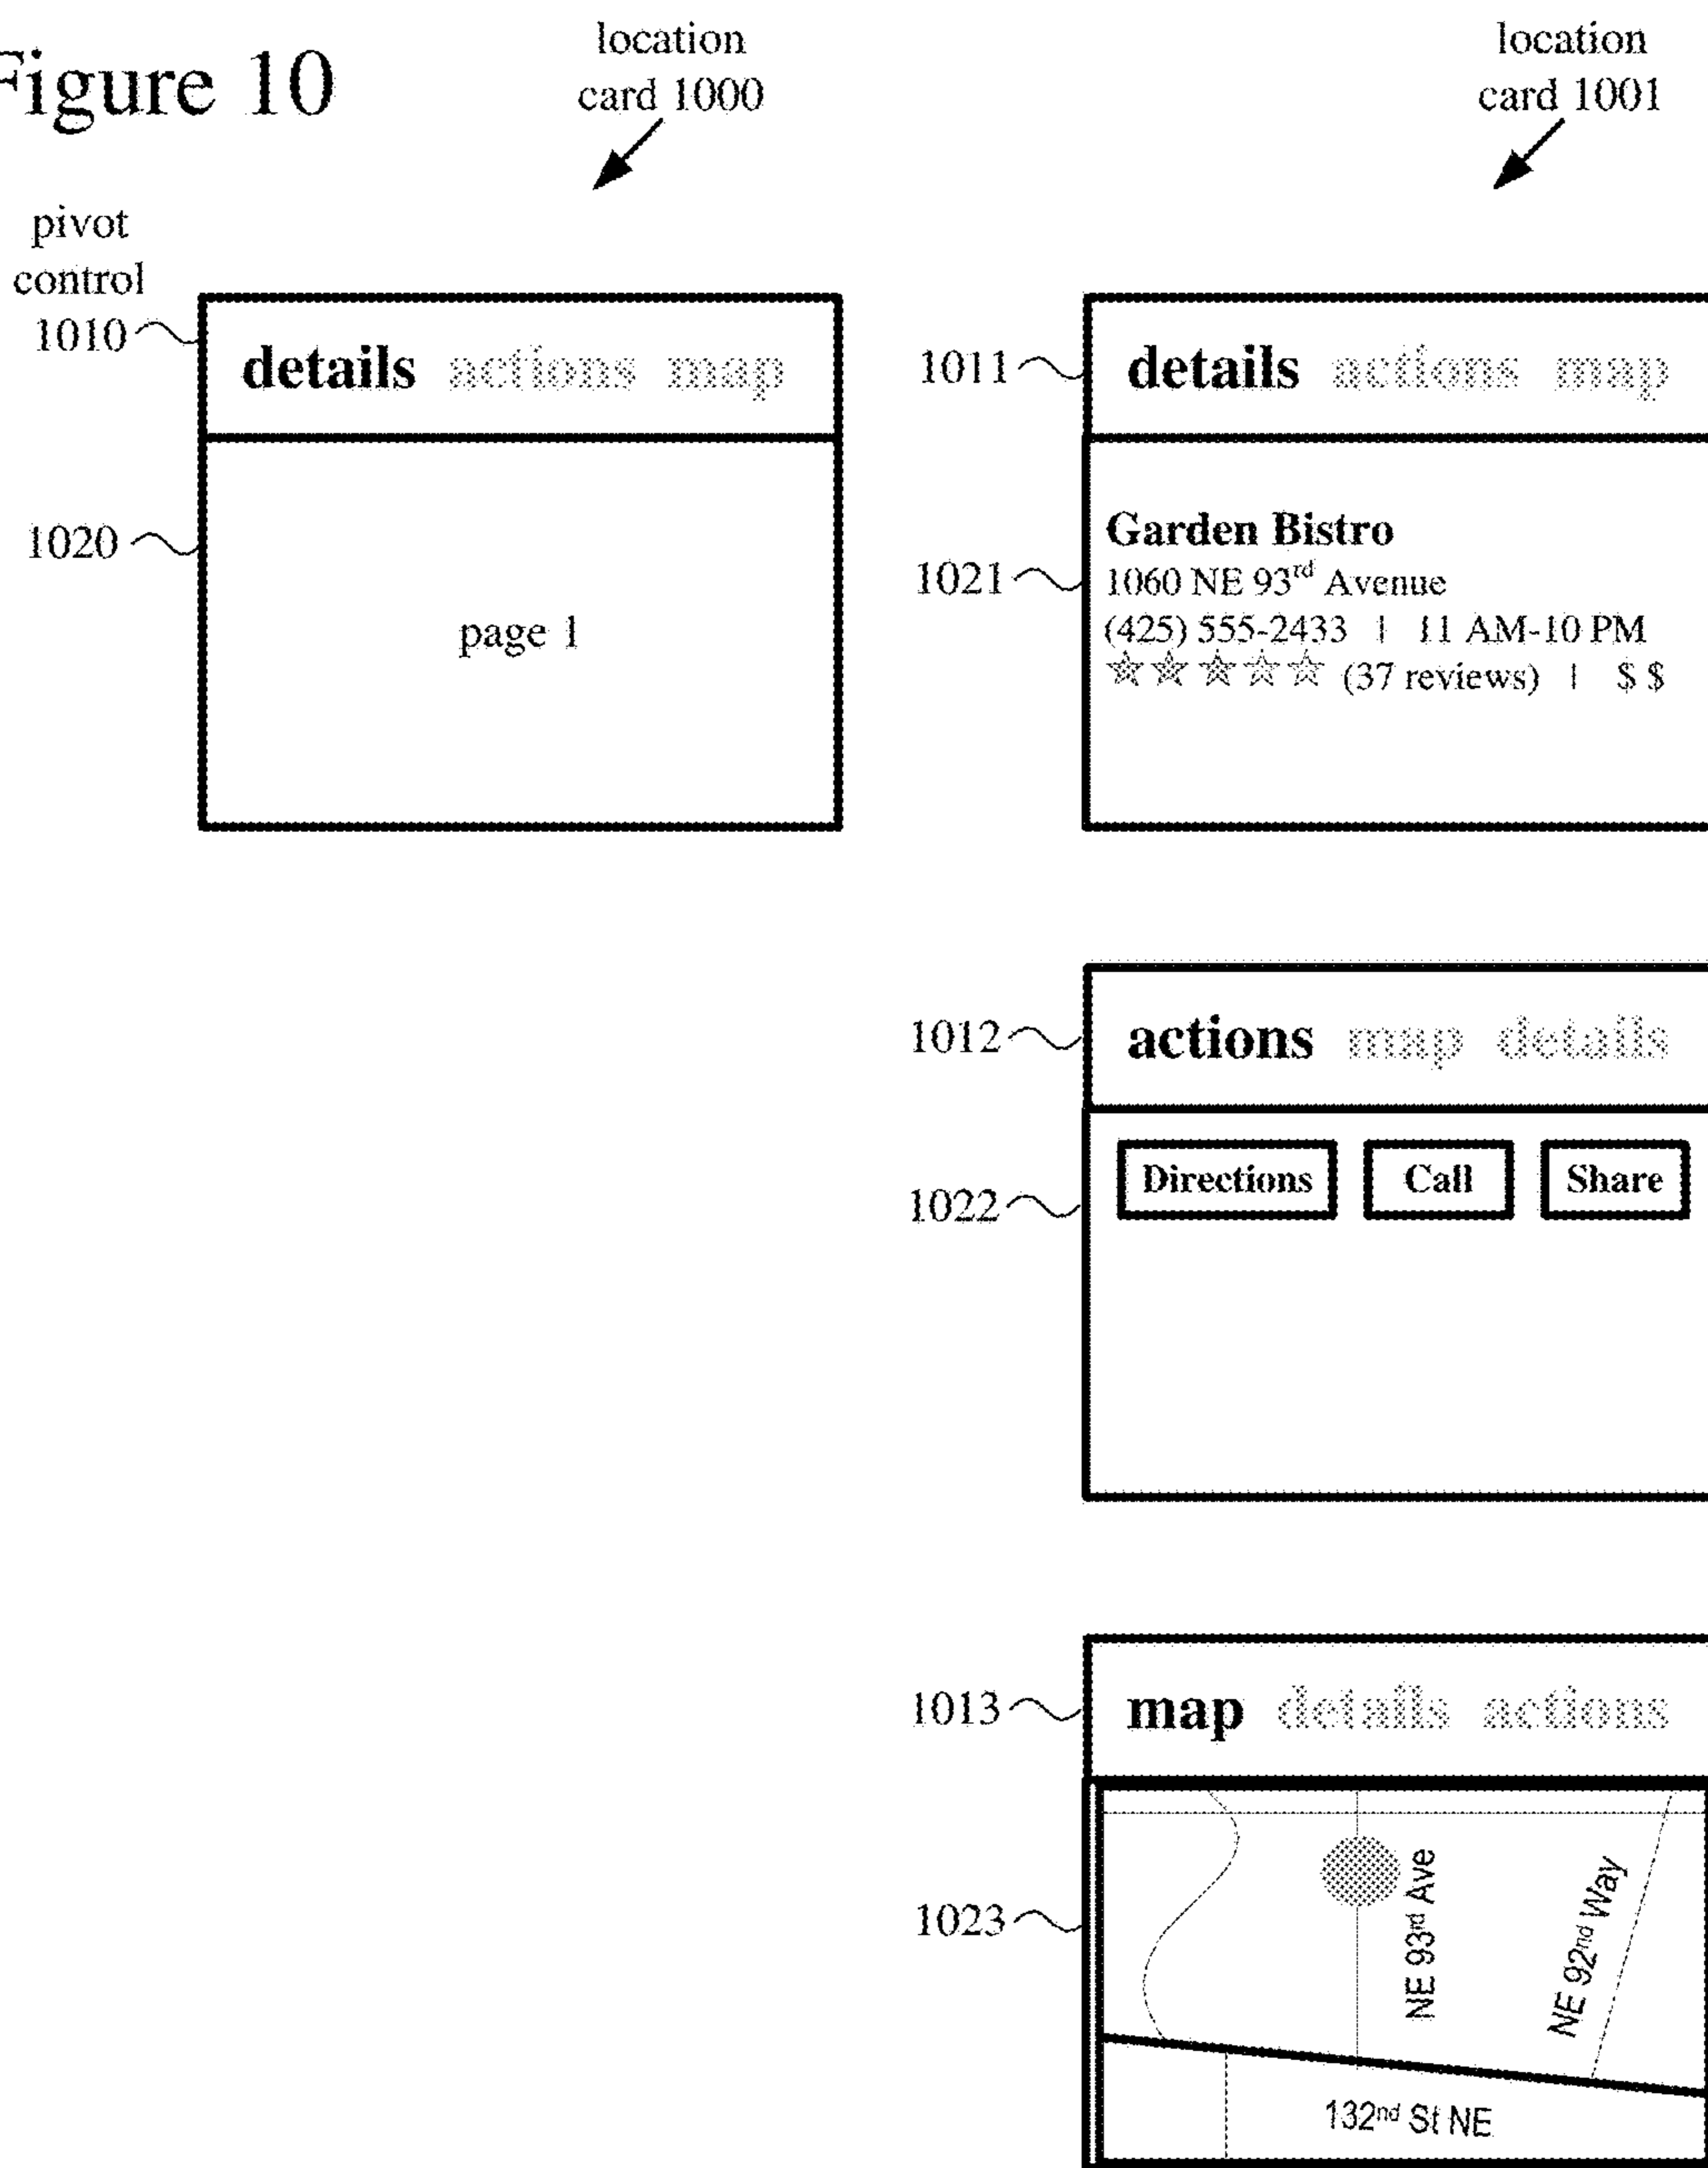 Figure 10
location
card 1000
location
card 1001
pivot
control
1010
details actions map
1020
page 1
1011
details actions map
1021
Garden Bistro
1060 NE 93rd Avenue
(425) 555-2433 | 11 AM-10 PM
☆☆☆☆☆ (37 reviews) | $ $
1012
actions map details
1022
Directions Call Share
1013
map details actions
1023
NE 93rd Ave
NE 92nd Way
132nd St NE